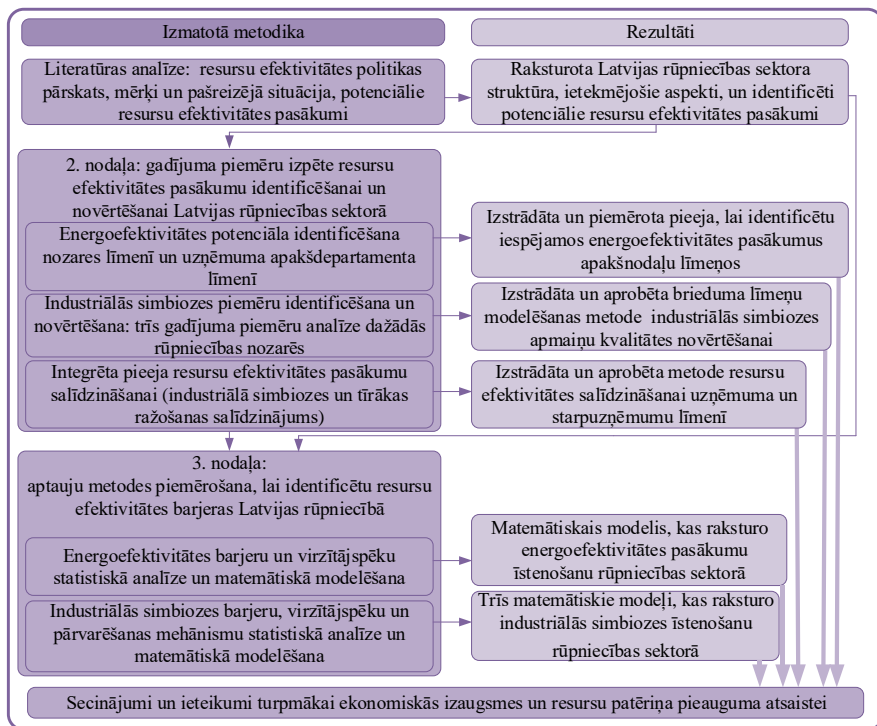 Izmatotā metodika
Rezultāti
Literatūras analīze: resursu efektivitātes politikas
pārskats, mērķi un pašreizējā situācija, potenciālie
resursu efektivitātes pasākumi
Raksturota Latvijas rūpniecības sektora
struktūra, ietekmējošie aspekti, un identificēti
potenciālie resursu efektivitātes pasākumi
2. nodaļa: gadījuma piemēru izpēte resursu
efektivitātes pasākumu identificēšanai un
novērtēšanai Latvijas rūpniecības sektorā
Energoefektivitātes potenciāla identificēšana
nozares līmenī un uzņēmuma apakšdepartamenta
līmenī
Izstrādāta un piemērota pieeja, lai identificētu
iespējamos energoefektivitātes pasākumus
apakšnodaļu līmeņos
Industriālās simbiozes piemēru identificēšana un
novērtēšana: trīs gadījuma piemēru analīze dažādās
rūpniecības nozarēs
Izstrādāta un aprobēta brieduma līmeņu
modelēšanas metode industriālās simbiozes
apmaiņu kvalitātes novērtēšanai
Integrēta pieeja resursu efektivitātes pasākumu
salīdzināšanai (industriālā simbiozes un tīrākas
ražošanas salīdzinājums)
Izstrādāta un aprobēta metode resursu
efektivitātes salīdzināšanai uzņēmuma un
starpuzņēmumu līmenī
3. nodaļa:
aptauju metodes piemērošana, lai identificētu resursu
efektivitātes barjeras Latvijas rūpniecībā
Energoefektivitātes barjeru un virzītājspēku
statistiskā analīze un matemātiskā modelēšana
Matemātiskais modelis, kas raksturo
energoefektivitātes pasākumu
īstenošanu rūpniecības sektorā
Industriālās simbiozes barjeru, virzītājspēku un
pārvarēšanas mehānismu statistiskā analīze un
matemātiskā modelēšana
Trīs matemātiskie modeļi, kas raksturo
industriālās simbiozes īstenošanu
rūpniecības sektorā
Secinājumi un ieteikumi turpmākai ekonomiskās izaugsmes un resursu patēriņa pieauguma atsaistei